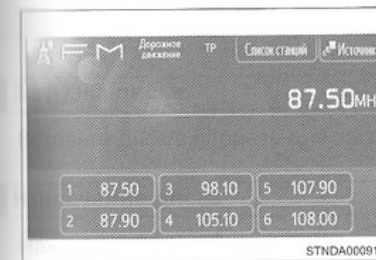 FM Дорожное движение TP Список станций Источник
87.50МН
1 87.50 3 98.10 5 107.90
2 87.90 4 105.10 6 108.00
STNDA00091